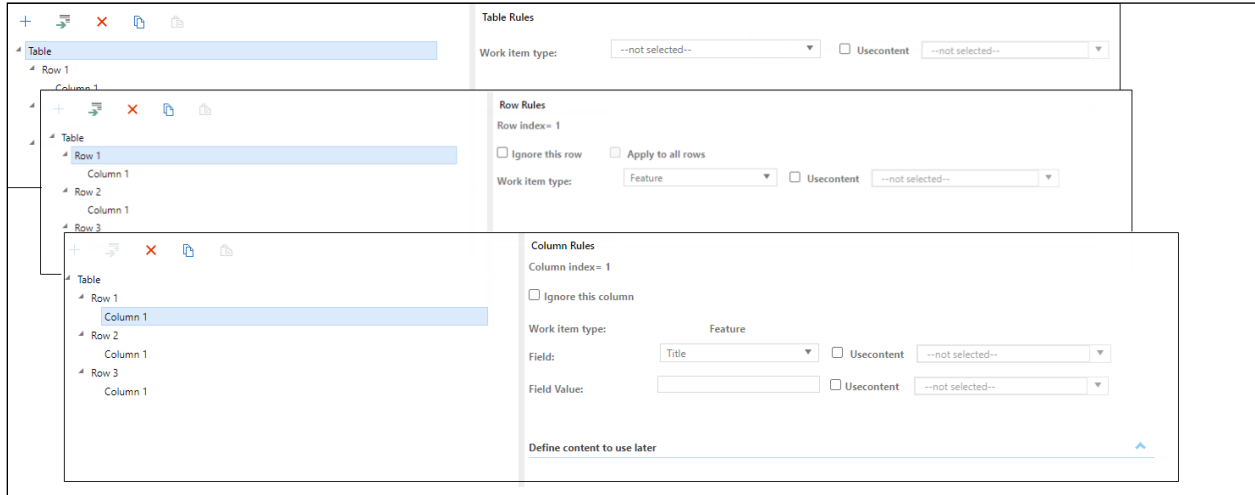 Table Rules
Table
Work item type: --not selected-- Usecontent --not selected--
Row 1
Column 1
Row Rules
Row index= 1
Table
Row 1
Ignore this row Apply to all rows
Column 1
Work item type: Feature Usecontent --not selected--
Row 2
Column 1
Row 3
Column Rules
Column index= 1
Table
Row 1
Ignore this column
Column 1
Work item type: Feature
Row 2
Column 1
Field: Title Usecontent --not selected--
Row 3
Column 1
Field Value: Usecontent --not selected--
Define content to use later